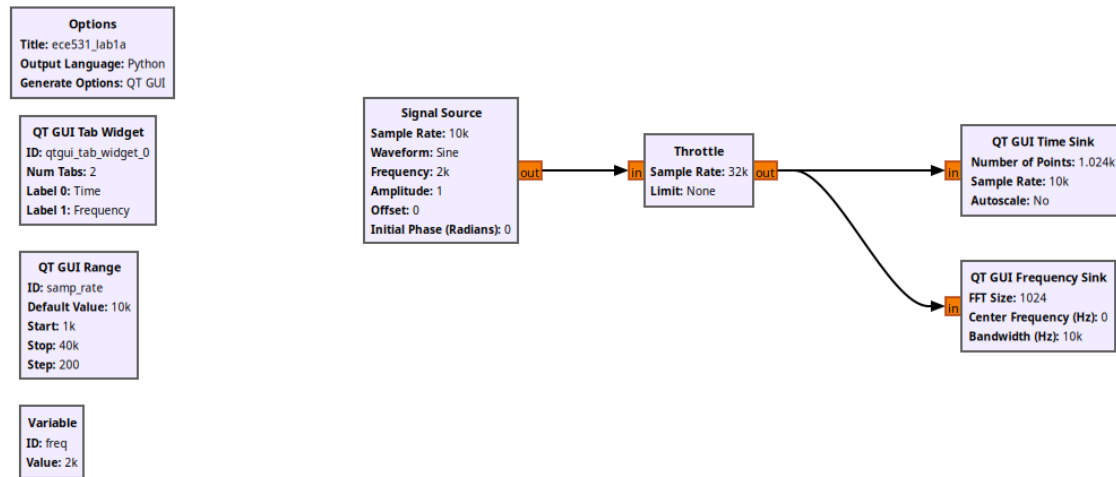 Options
Title: ece531_lab1a
Output Language: Python
Generate Options: QT GUI
QT GUI Tab Widget
ID: qtgui_tab_widget_0
Num Tabs: 2
Label 0: Time
Label 1: Frequency
QT GUI Range
ID: samp_rate
Default Value: 10k
Start: 1k
Stop: 40k
Step: 200
Variable
ID: freq
Value: 2k
Signal Source
Sample Rate: 10k
Waveform: Sine
Frequency: 2k
Amplitude: 1
Offset: 0
Initial Phase (Radians): 0
out
in
Throttle
Sample Rate: 32k
Limit: None
out
in
QT GUI Time Sink
Number of Points: 1.024k
Sample Rate: 10k
Autoscale: No
in
QT GUI Frequency Sink
FFT Size: 1024
Center Frequency (Hz): 0
Bandwidth (Hz): 10k